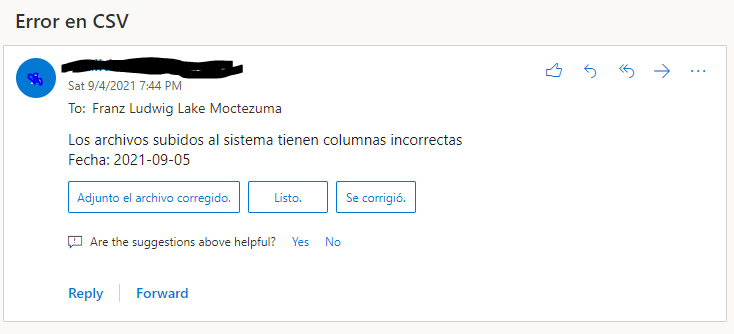 Error en CSV
Sat 9/4/2021 7:44 PM
To: Franz Ludwig Lake Moctezuma
Los archivos subidos al sistema tienen columnas incorrectas
Fecha: 2021-09-05
Adjunto el archivo corregido. Listo. Se corrigió.
Are the suggestions above helpful? Yes No
Reply Forward